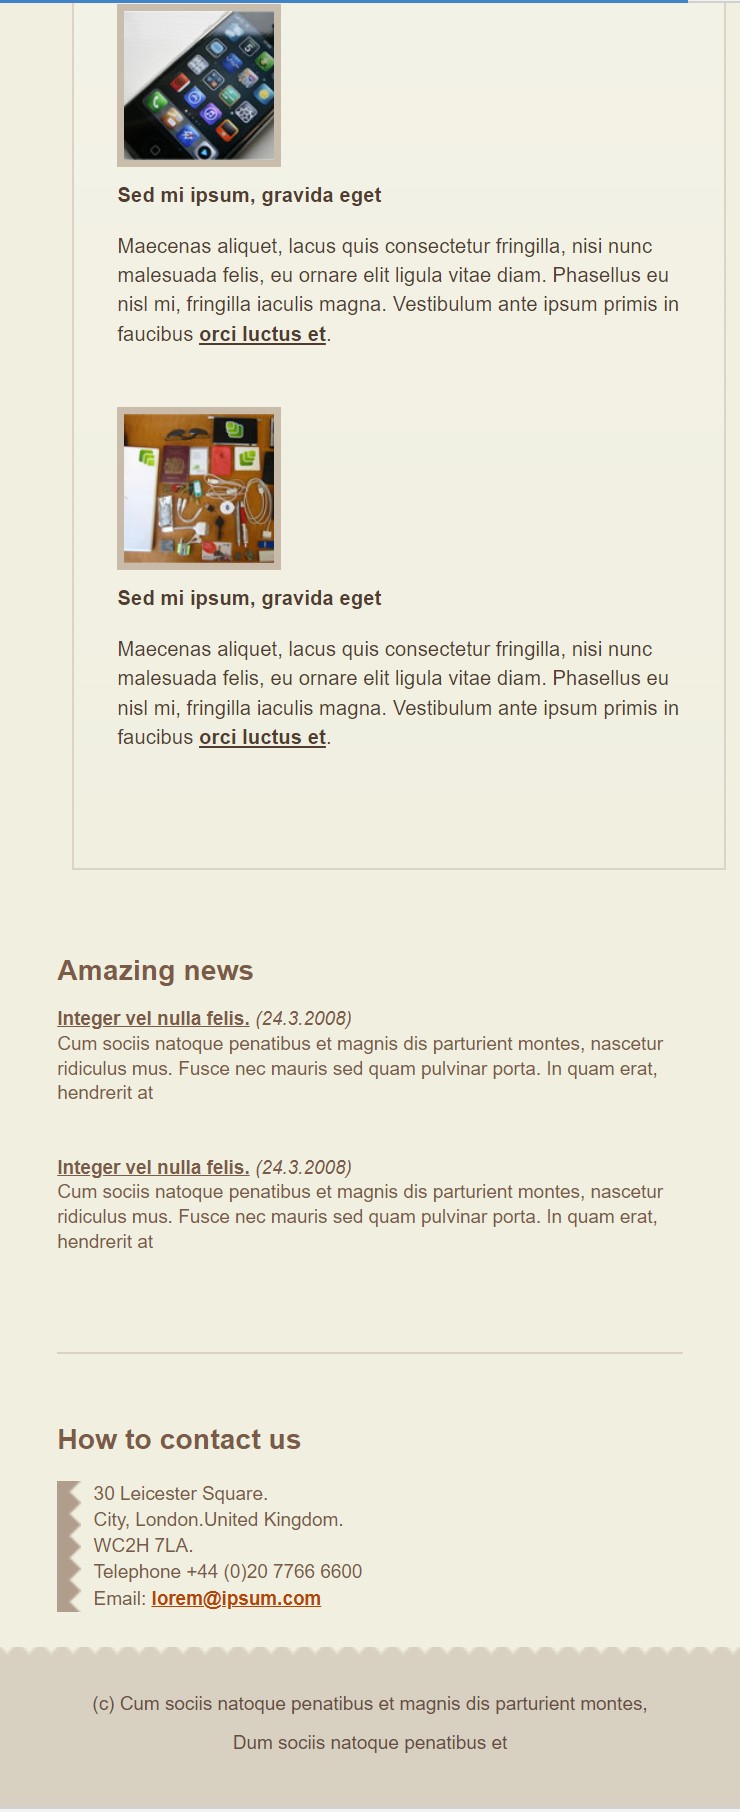 Sed mi ipsum, gravida eget
Maecenas aliquet, lacus quis consectetur fringilla, nisi nunc
malesuada felis, eu ornare elit ligula vitae diam. Phasellus eu
nisl mi, fringilla iaculis magna. Vestibulum ante ipsum primis in
faucibus orci luctus et.
Sed mi ipsum, gravida eget
Maecenas aliquet, lacus quis consectetur fringilla, nisi nunc
malesuada felis, eu ornare elit ligula vitae diam. Phasellus eu
nisl mi, fringilla iaculis magna. Vestibulum ante ipsum primis in
faucibus orci luctus et.
Amazing news
Integer vel nulla felis. (24.3.2008)
Cum sociis natoque penatibus et magnis dis parturient montes, nascetur
ridiculus mus. Fusce nec mauris sed quam pulvinar porta. In quam erat,
hendrerit at
Integer vel nulla felis. (24.3.2008)
Cum sociis natoque penatibus et magnis dis parturient montes, nascetur
ridiculus mus. Fusce nec mauris sed quam pulvinar porta. In quam erat,
hendrerit at
How to contact us
30 Leicester Square.
City, London.United Kingdom.
WC2H 7LA.
Telephone +44 (0)20 7766 6600
Email: lorem@ipsum.com
(c) Cum sociis natoque penatibus et magnis dis parturient montes,
Dum sociis natoque penatibus et